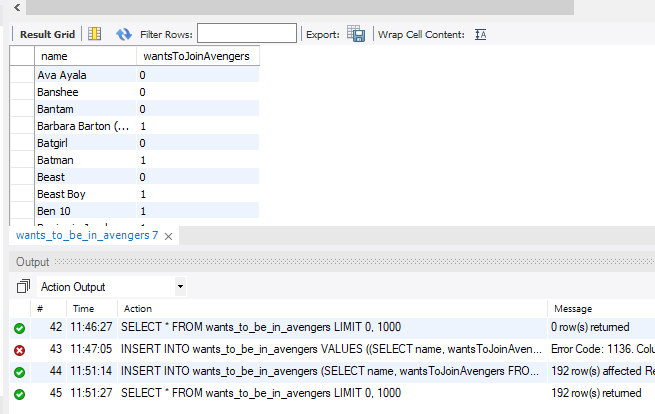 Result Grid Filter Rows: Export: Wrap Cell Content:
name wantsToJoinAvengers
Ava Ayala 0
Banshee 0
Bantam 0
Barbara Barton (... 1
Batgirl 0
Batman 1
Beast 0
Beast Boy 1
Ben 10 1
wants_to_be_in_avengers 7
Output
Action Output
# Time Action Message
42 11:46:27 SELECT * FROM wants_to_be_in_avengers LIMIT 0, 1000 0 row(s) returned
43 11:47:05 INSERT INTO wants_to_be_in_avengers VALUES ((SELECT name, wantsToJoinAven... Error Code: 1136. Colu
44 11:51:14 INSERT INTO wants_to_be_in_avengers (SELECT name, wantsToJoinAvengers FRO... 192 row(s) affected Re
45 11:51:27 SELECT * FROM wants_to_be_in_avengers LIMIT 0, 1000 192 row(s) returned